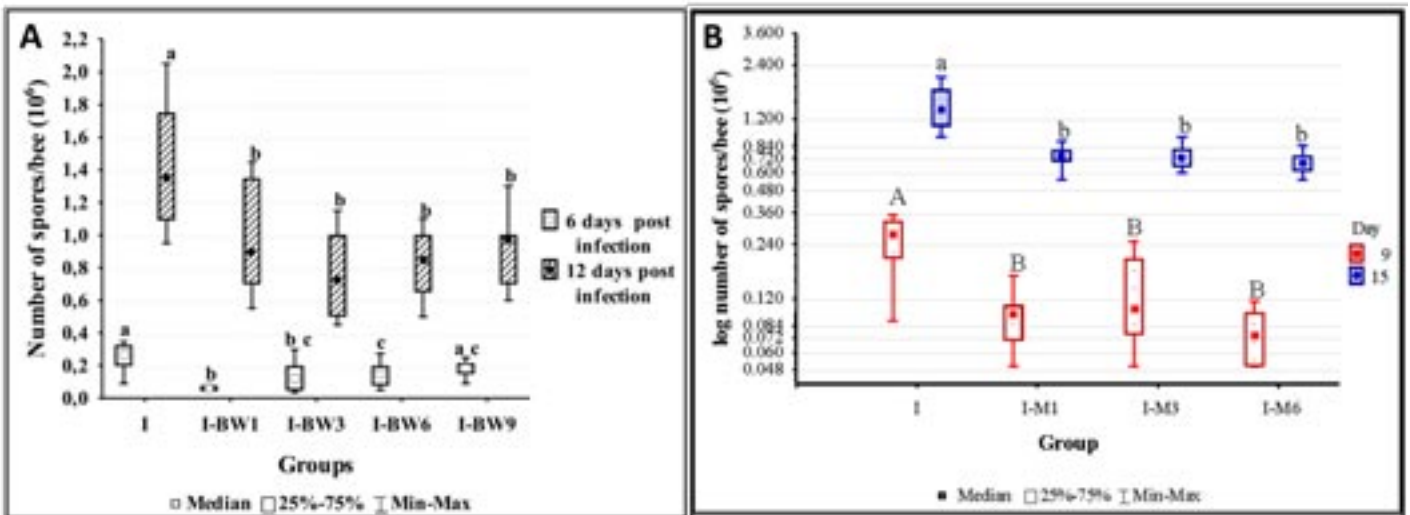 A
Number of spores/bee (10⁶)
2,2
2,0
1,8
1,6
1,4
1,2
1,0
0,8
0,6
0,4
0,2
0,0
a
b
b
b
b
a
b
b c
c
a c
I I-BW1 I-BW3 I-BW6 I-BW9
Groups
6 days post
infection
12 days post
infection
Median 25%-75% Min-Max
B
log number of spores/bee (10⁶)
3.600
2.400
1.200
0.840
0.720
0.600
0.480
0.360
0.240
0.120
0.084
0.072
0.060
0.048
a
b
b
b
A
B
B
B
I I-M1 I-M3 I-M6
Group
Day
9
15
Median 25%-75% Min-Max